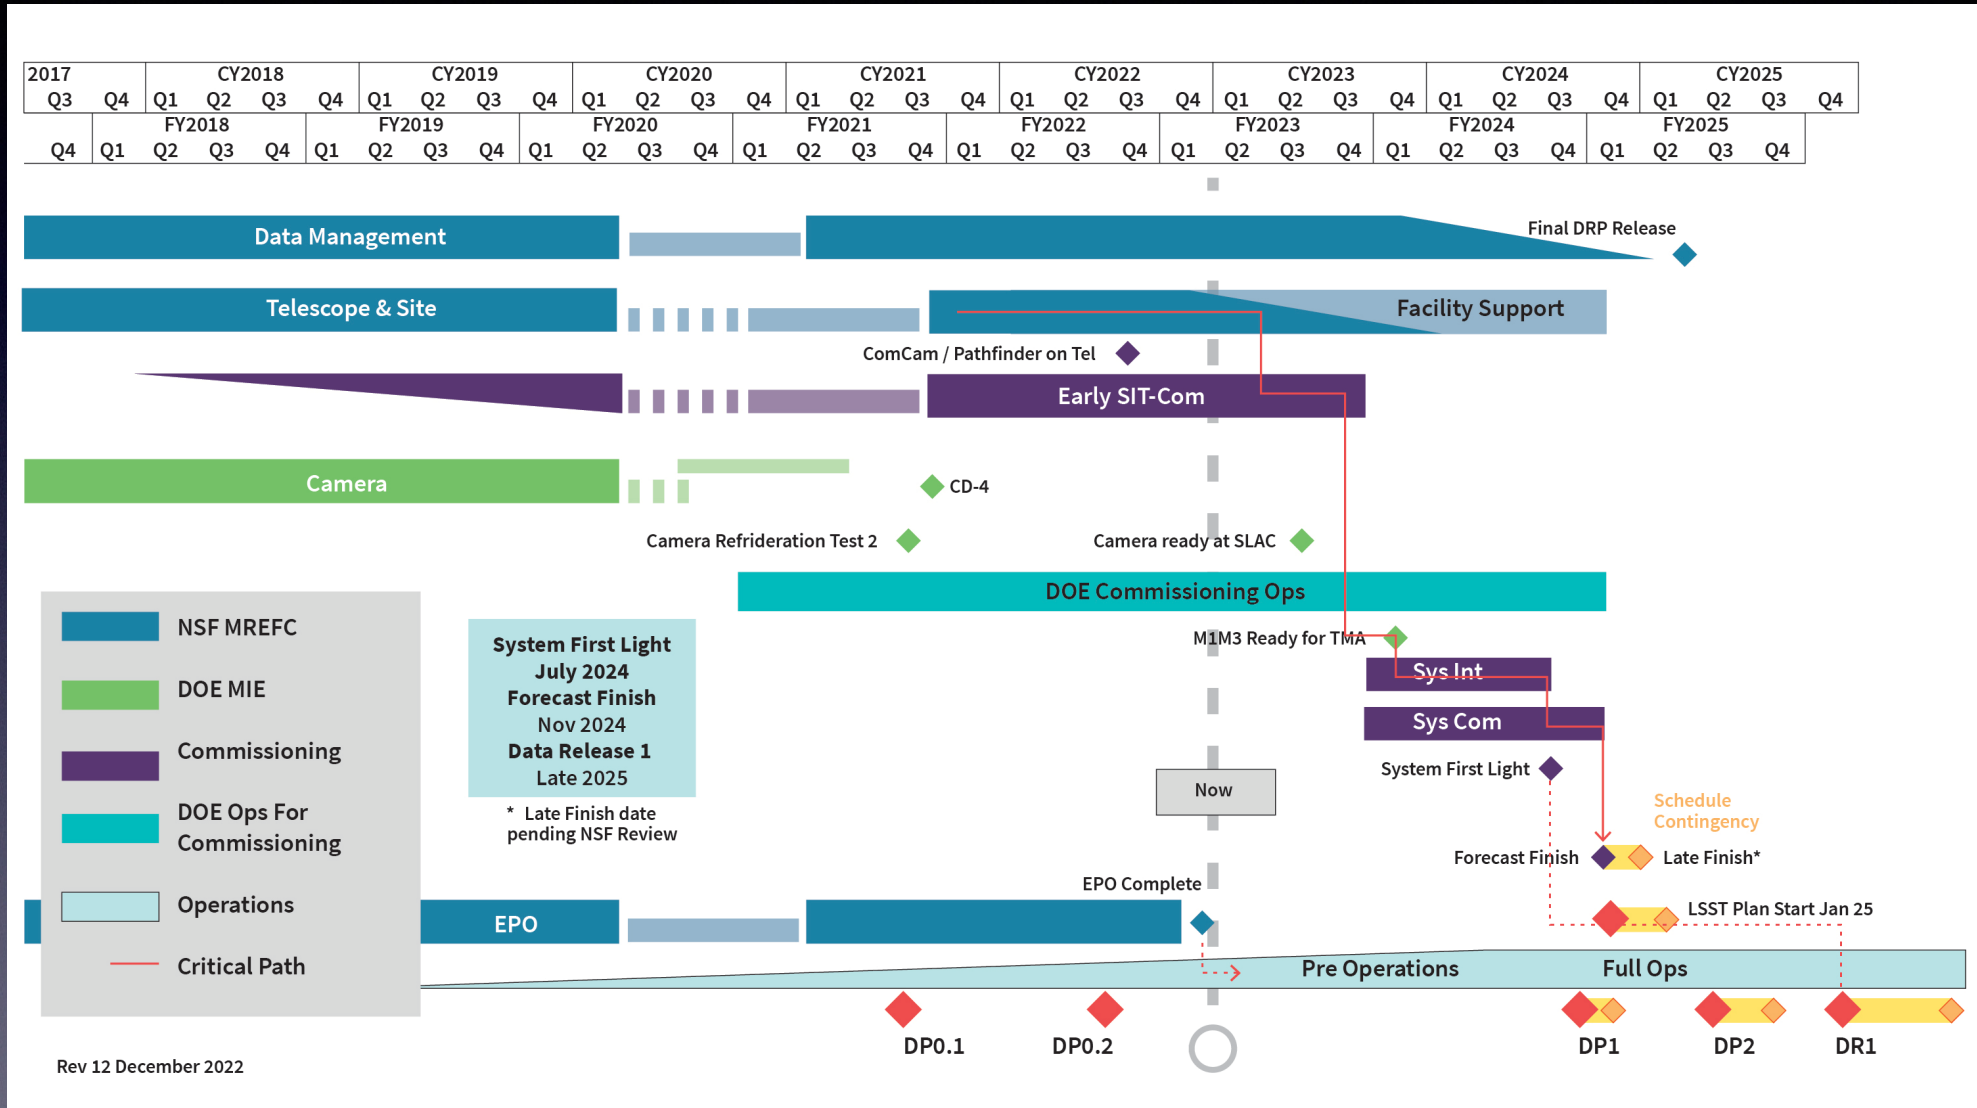 2017 CY2018 CY2019 CY2020 CY2021 CY2022 CY2023 CY2024 CY2025
Q3 Q4 Q1 Q2 Q3 Q4 Q1 Q2 Q3 Q4 Q1 Q2 Q3 Q4 Q1 Q2 Q3 Q4 Q1 Q2 Q3 Q4 Q1 Q2 Q3 Q4 Q1 Q2 Q3 Q4 Q1 Q2 Q3 Q4
FY2018 FY2019 FY2020 FY2021 FY2022 FY2023 FY2024 FY2025
Q4 Q1 Q2 Q3 Q4 Q1 Q2 Q3 Q4 Q1 Q2 Q3 Q4 Q1 Q2 Q3 Q4 Q1 Q2 Q3 Q4 Q1 Q2 Q3 Q4 Q1 Q2 Q3 Q4 Q1 Q2 Q3 Q4
Data Management
Final DRP Release
Telescope & Site
Facility Support
ComCam / Pathfinder on Tel
Early SIT-Com
Camera
CD-4
Camera Refrideration Test 2
Camera ready at SLAC
DOE Commissioning Ops
M1M3 Ready for TMA
Sys Int
Sys Com
System First Light
Now
Schedule
Contingency
Forecast Finish
Late Finish*
NSF MREFC
DOE MIE
Commissioning
DOE Ops For
Commissioning
Operations
Critical Path
System First Light
July 2024
Forecast Finish
Nov 2024
Data Release 1
Late 2025
* Late Finish date
pending NSF Review
EPO Complete
EPO
LSST Plan Start Jan 25
Pre Operations
Full Ops
DP0.1
DP0.2
DP1
DP2
DR1
Rev 12 December 2022